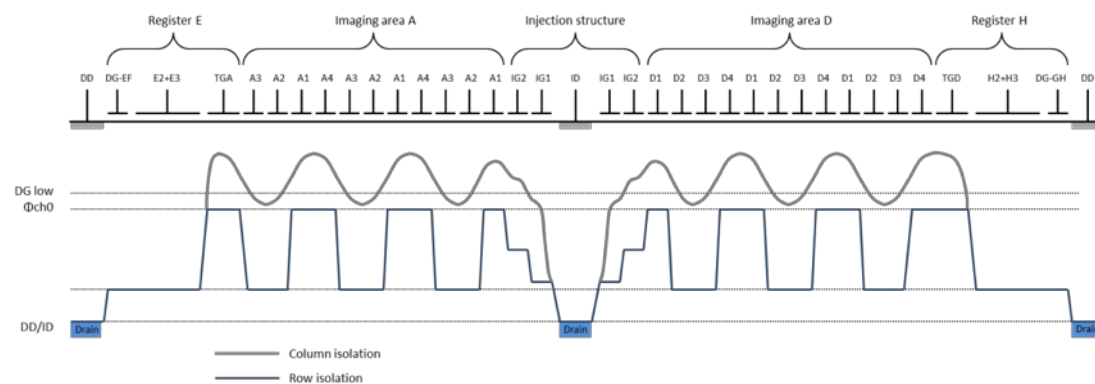 Register E Imaging area A Injection structure Imaging area D Register H
DD DG-EF E2+E3 TGA A3 A2 A1 A4 A3 A2 A1 A4 A3 A2 A1 IG2 IG1 ID IG1 IG2 D1 D2 D3 D4 D1 D2 D3 D4 D1 D2 D3 D4 TGD H2+H3 DG-GH DD
DG low
Φch0
DD/ID Drain Drain Drain
Column isolation
Row isolation